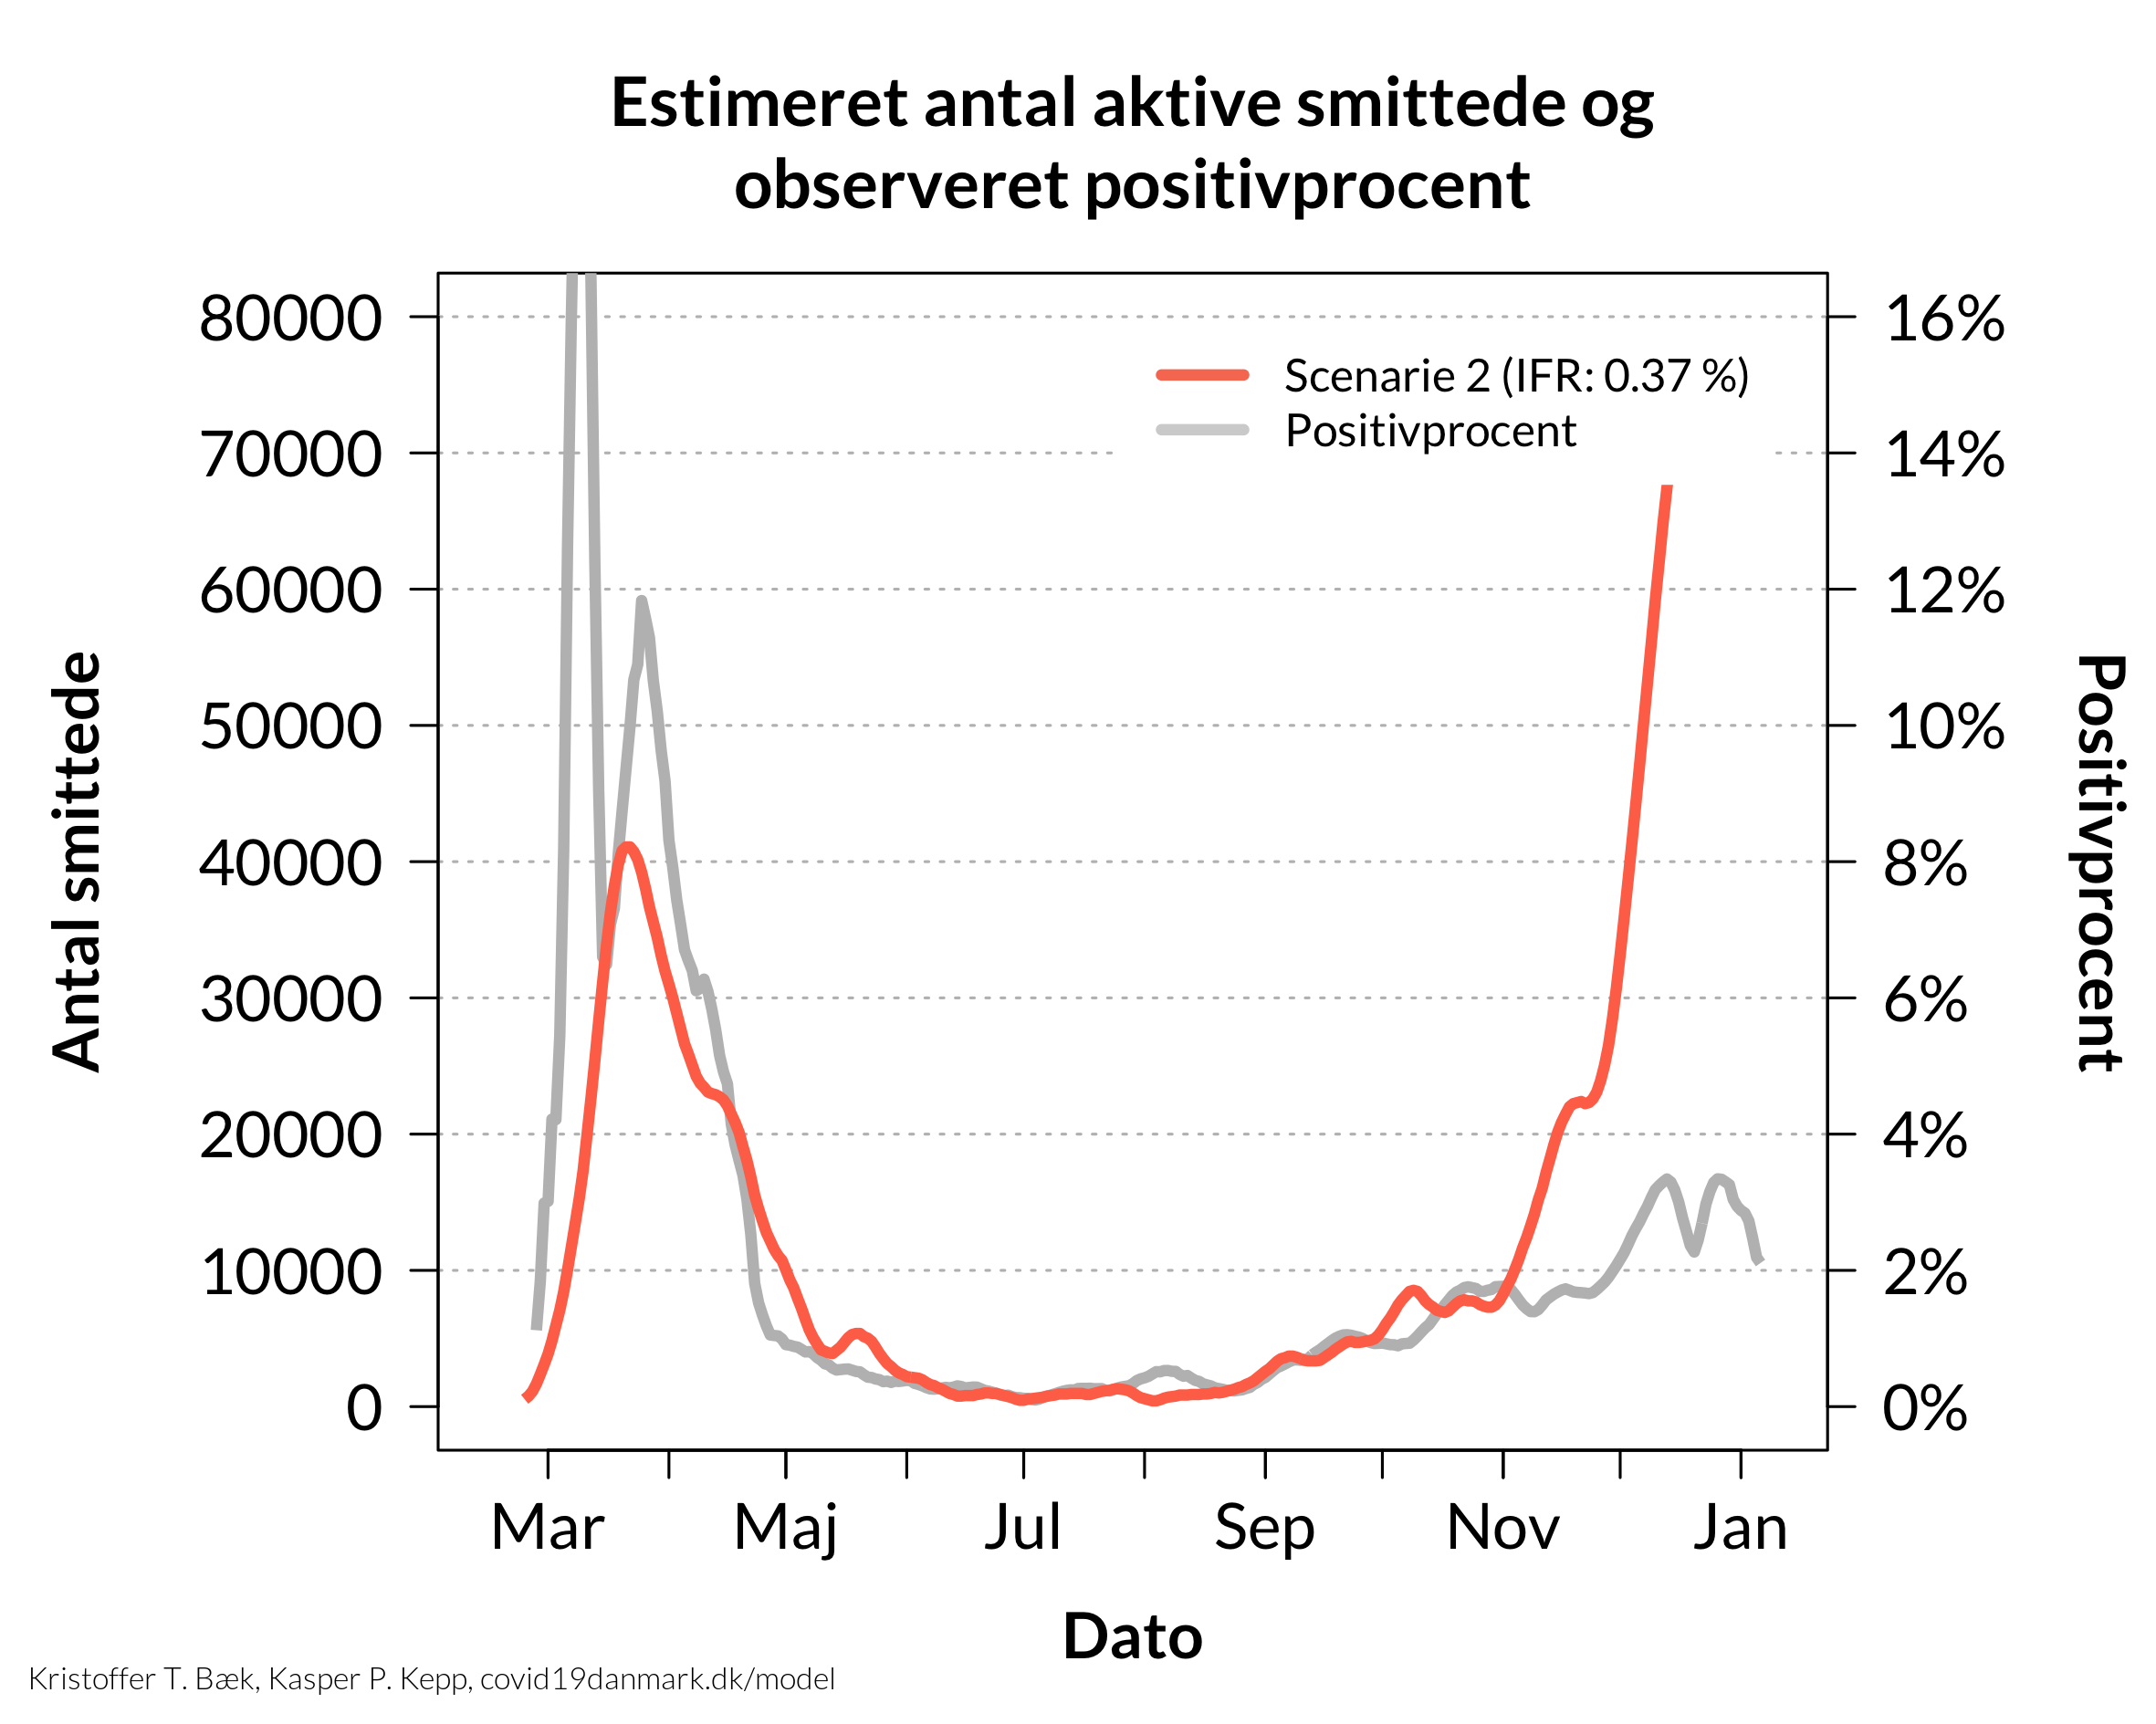 Estimeret antal aktive smittede og
observeret positivprocent
80000
70000
60000
50000
40000
30000
20000
10000
0
Antal smittede
Scenarie 2 (IFR: 0.37 %)
Positivprocent
16%
14%
12%
10%
8%
6%
4%
2%
0%
Positivprocent
Mar Maj Jul Sep Nov Jan
Dato
Kristoffer T. Bæk, Kasper P. Kepp, covid19danmark.dk/model